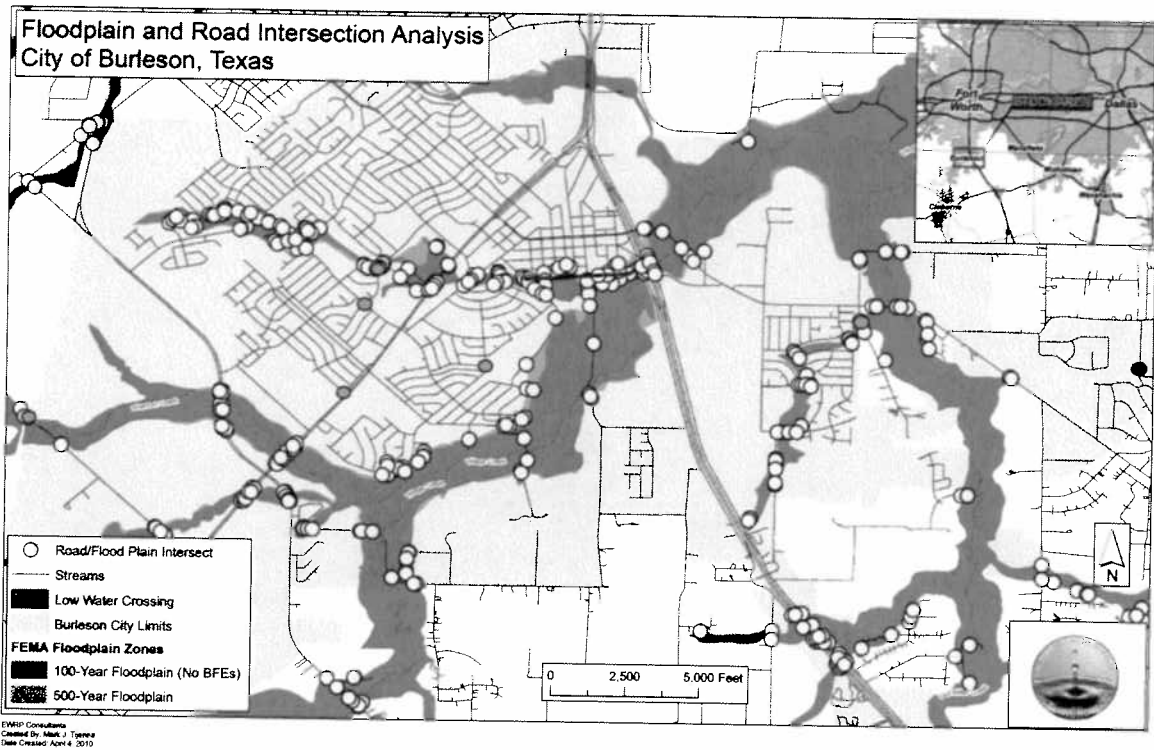 Floodplain and Road Intersection Analysis
City of Burleson, Texas
Fort
Worth
Dallas
Cleburne
Road/Flood Plain Intersect
Streams
Low Water Crossing
Burleson City Limits
FEMA Floodplain Zones
100-Year Floodplain (No BFEs)
500-Year Floodplain
N
0
2,500
5,000 Feet
EWRP Consultants
Created By: Mark J.
Date Created: April 4, 2010